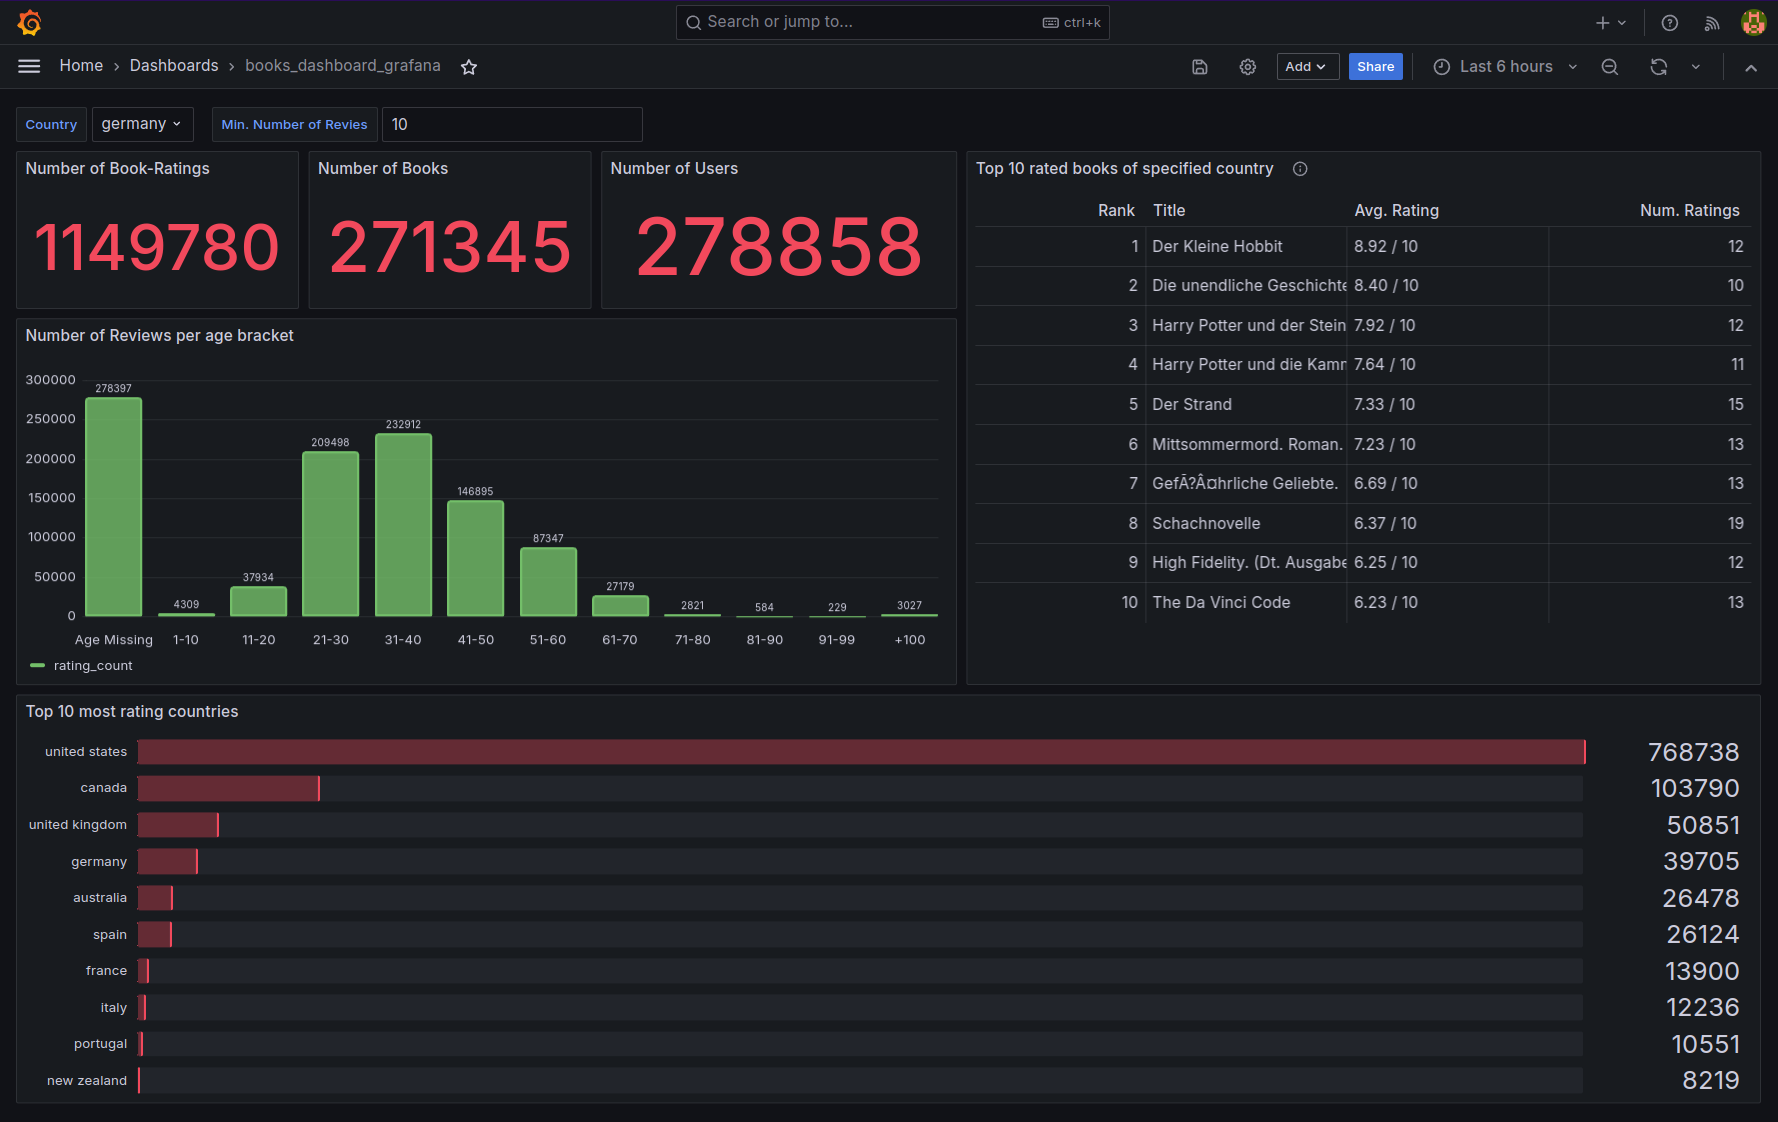 Search or jump to... ctrl+k
Home › Dashboards › books_dashboard_grafana
Add Share Last 6 hours
Country germany Min. Number of Revies 10
Number of Book-Ratings
1149780
Number of Books
271345
Number of Users
278858
Top 10 rated books of specified country
Rank Title Avg. Rating Num. Ratings
1 Der Kleine Hobbit 8.92 / 10 12
2 Die unendliche Geschichte 8.40 / 10 10
3 Harry Potter und der Stein 7.92 / 10 12
4 Harry Potter und die Kamm 7.64 / 10 11
5 Der Strand 7.33 / 10 15
6 Mittsommermord. Roman. 7.23 / 10 13
7 GefÃ?Â¤hrliche Geliebte. 6.69 / 10 13
8 Schachnovelle 6.37 / 10 19
9 High Fidelity. (Dt. Ausgabe 6.25 / 10 12
10 The Da Vinci Code 6.23 / 10 13
Number of Reviews per age bracket
300000
250000
200000
150000
100000
50000
0
278397 4309 37934 209498 232912 146895 87347 27179 2821 584 229 3027
Age Missing 1-10 11-20 21-30 31-40 41-50 51-60 61-70 71-80 81-90 91-99 +100
rating_count
Top 10 most rating countries
united states 768738
canada 103790
united kingdom 50851
germany 39705
australia 26478
spain 26124
france 13900
italy 12236
portugal 10551
new zealand 8219